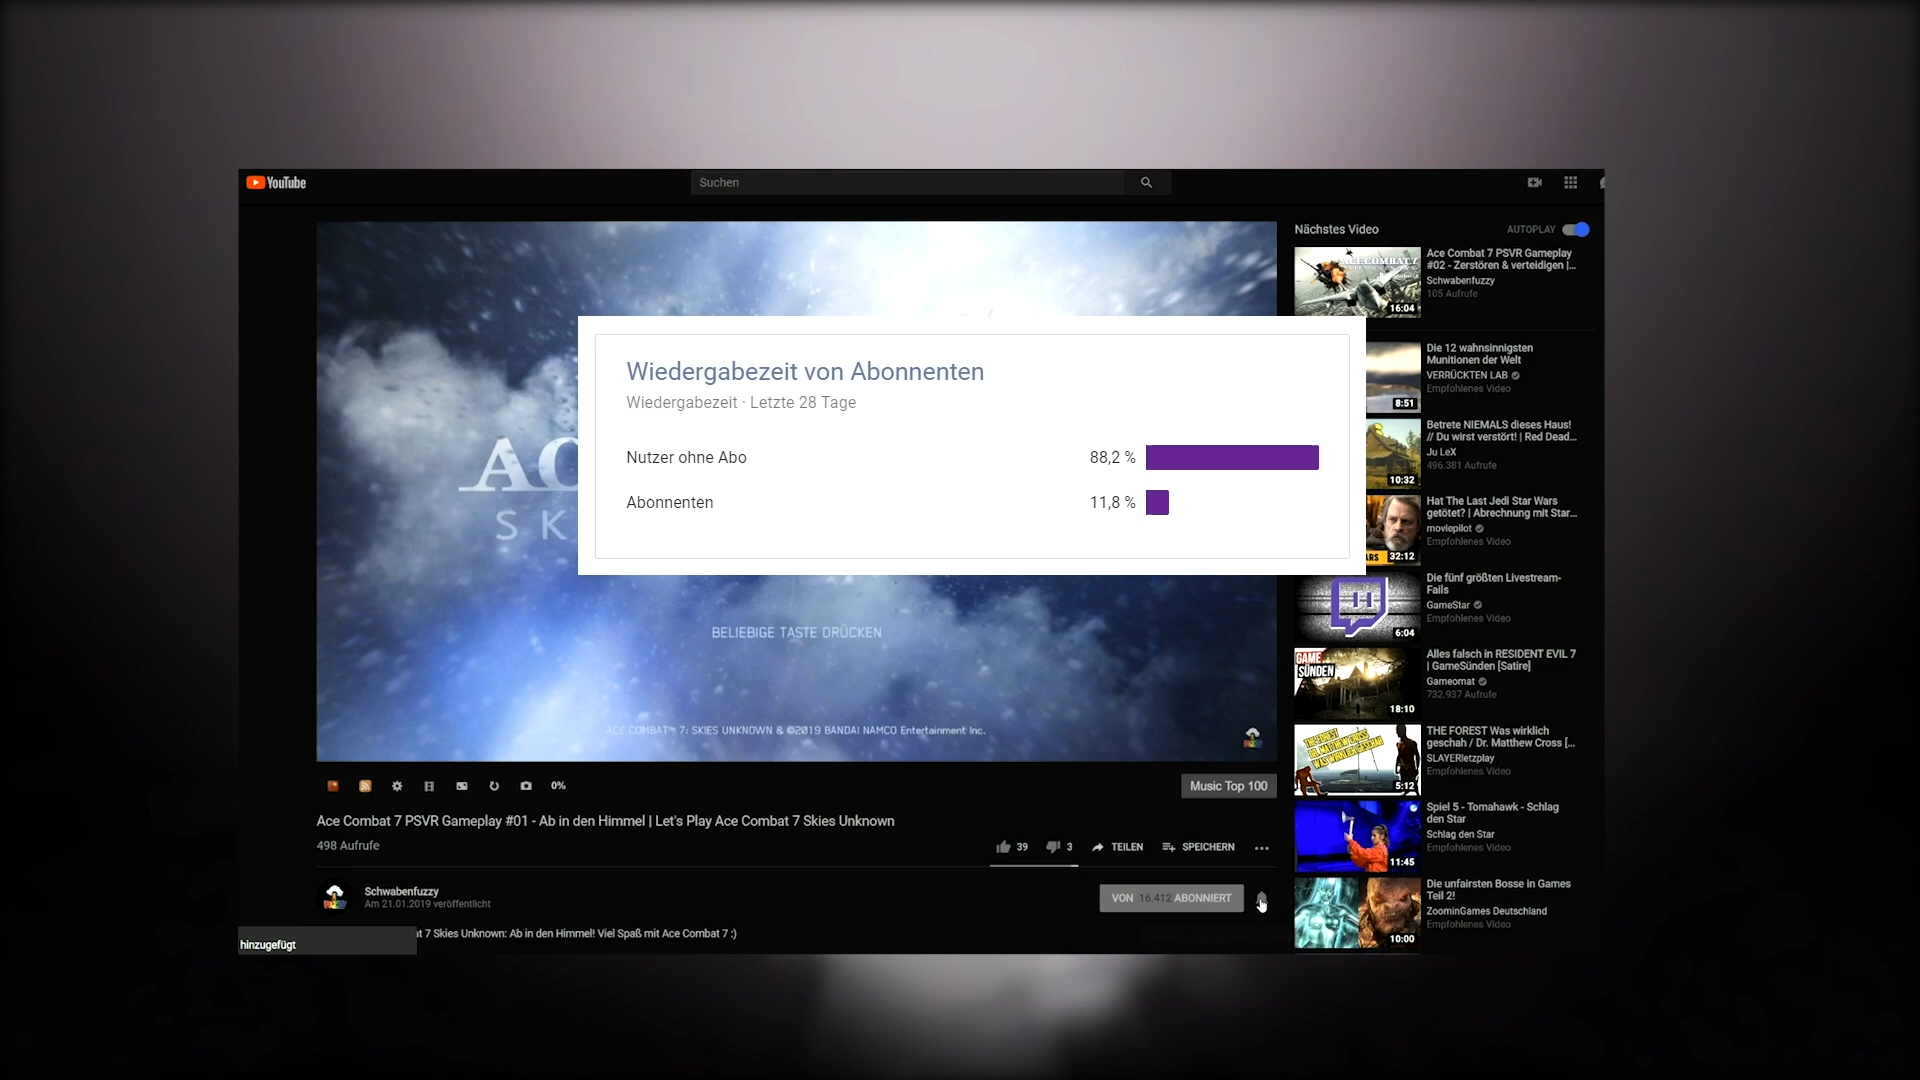 YouTube
Suchen
Nächstes Video
AUTOPLAY
Ace Combat 7 PSVR Gameplay
#02 - Zerstören & verteidigen |...
Schwabenfuzzy
105 Aufrufe
16:04
Die 12 wahnsinnigsten
Munitionen der Welt
VERRÜCKTEN LAB
Empfohlenes Video
8:51
Betrete NIEMALS dieses Haus!
// Du wirst verstört! | Red Dead...
Ju LeX
496.381 Aufrufe
10:32
Hat The Last Jedi Star Wars
getötet? | Abrechnung mit Star...
moviepilot
Empfohlenes Video
32:12
Die fünf größten Livestream-
Fails
GameStar
Empfohlenes Video
6:04
Alles falsch in RESIDENT EVIL 7
| GameSünden [Satire]
Gameomat
732.937 Aufrufe
GAME
SÜNDEN
18:10
THE FOREST Was wirklich
geschah / Dr. Matthew Cross [...
SLAYERletzplay
Empfohlenes Video
5:12
Spiel 5 - Tomahawk - Schlag
den Star
Schlag den Star
Empfohlenes Video
11:45
Die unfairsten Bosse in Games
Teil 2!
ZoominGames Deutschland
Empfohlenes Video
10:00
Wiedergabezeit von Abonnenten
Wiedergabezeit · Letzte 28 Tage
Nutzer ohne Abo 88,2 %
Abonnenten 11,8 %
AC
SK
BELIEBIGE TASTE DRÜCKEN
ACE COMBAT™ 7: SKIES UNKNOWN & ©2019 BANDAI NAMCO Entertainment Inc.
0%
Music Top 100
Ace Combat 7 PSVR Gameplay #01 - Ab in den Himmel | Let's Play Ace Combat 7 Skies Unknown
498 Aufrufe
39
3
TEILEN
SPEICHERN
Schwabenfuzzy
Am 21.01.2019 veröffentlicht
VON 16.412 ABONNIERT
hinzugefügt
7 Skies Unknown: Ab in den Himmel! Viel Spaß mit Ace Combat 7 :)